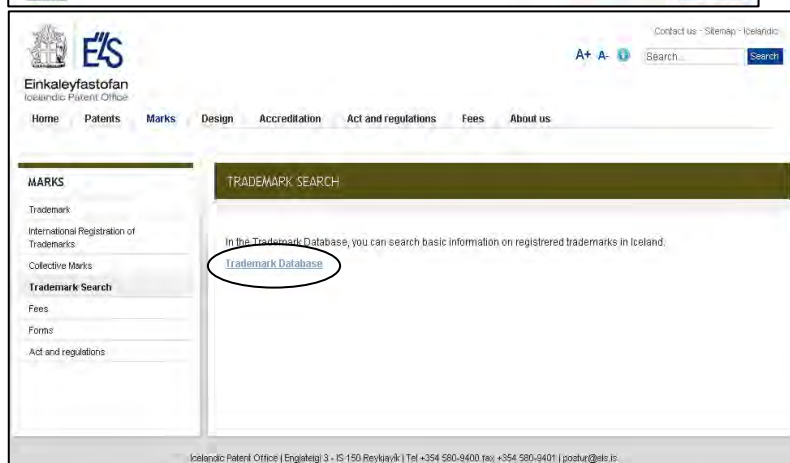 Contact us - Sitemap - Icelandic
A+ A- Search... Search
ELS
Einkaleyfastofan
Icelandic Patent Office
Home Patents Marks Design Accreditation Act and regulations Fees About us
MARKS
Trademark
International Registration of
Trademarks
Collective Marks
Trademark Search
Fees
Forms
Act and regulations
TRADEMARK SEARCH
In the Trademark Database, you can search basic information on registrered trademarks in Iceland.
Trademark Database
Icelandic Patent Office | Engjateigi 3 - IS-150 Reykjavík | Tel +354 580-9400 fax +354 580-9401 | postur@els.is